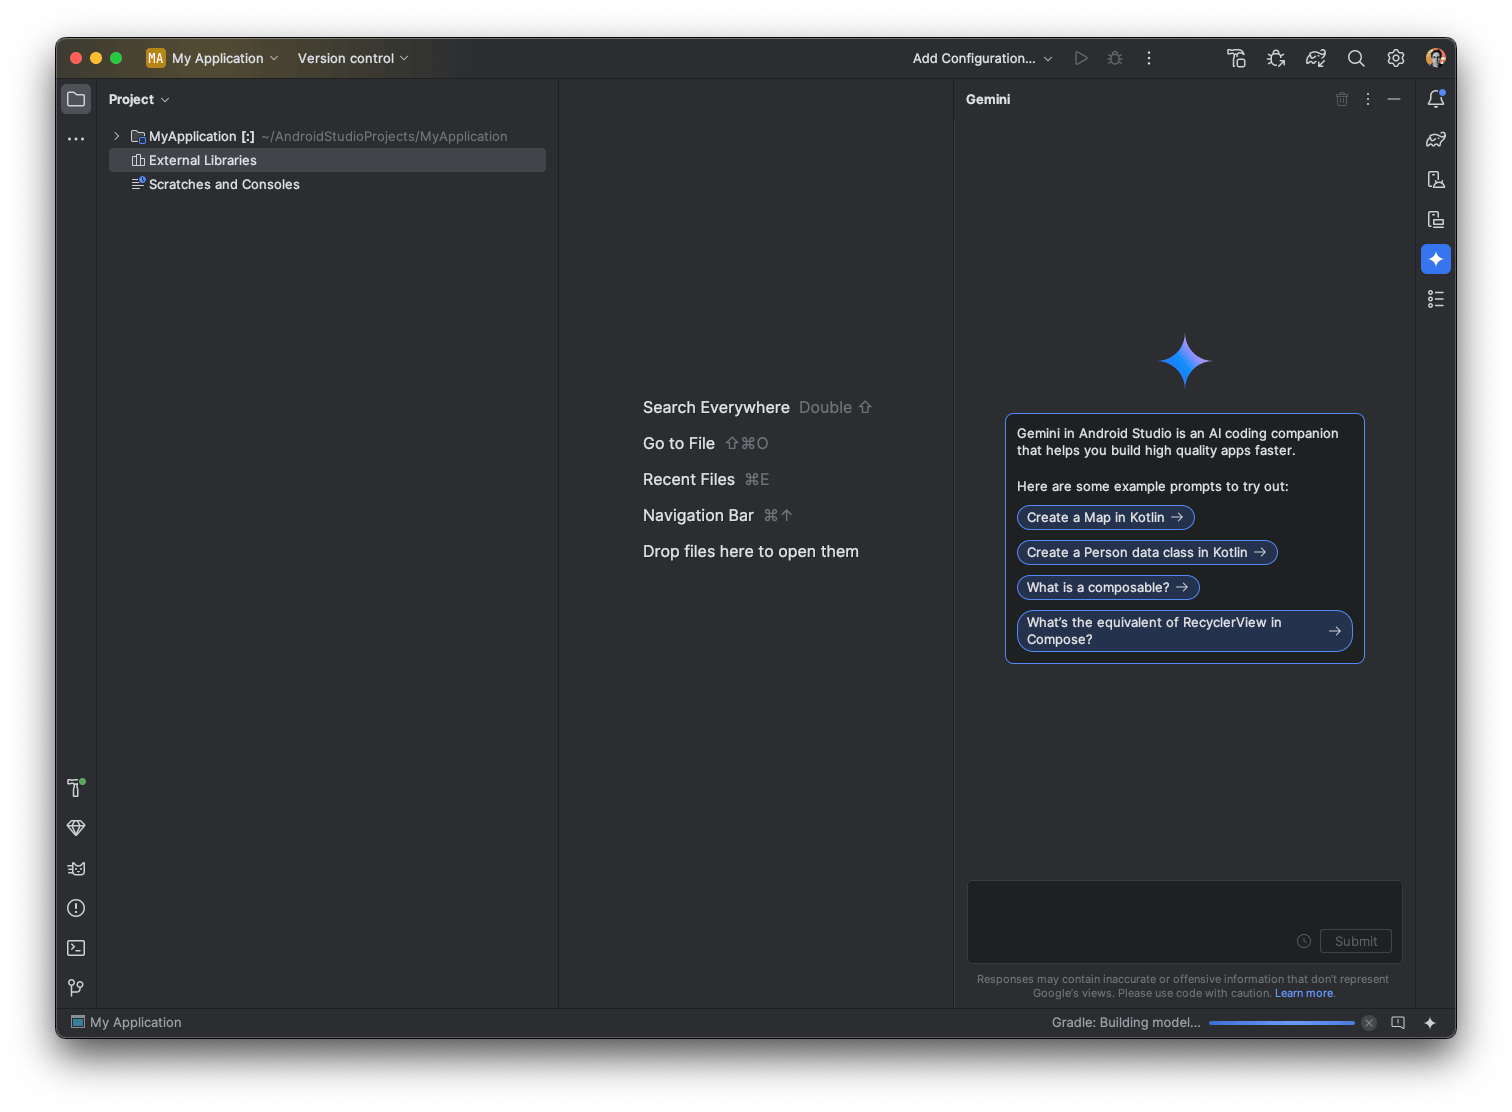 MA My Application
Version control
Add Configuration...
Project
MyApplication [:] ~/AndroidStudioProjects/MyApplication
External Libraries
Scratches and Consoles
Search Everywhere Double ⇧
Go to File ⇧⌘O
Recent Files ⌘E
Navigation Bar ⌘↑
Drop files here to open them
Gemini
Gemini in Android Studio is an AI coding companion
that helps you build high quality apps faster.
Here are some example prompts to try out:
Create a Map in Kotlin →
Create a Person data class in Kotlin →
What is a composable? →
What's the equivalent of RecyclerView in
Compose? →
Submit
Responses may contain inaccurate or offensive information that don't represent
Google's views. Please use code with caution. Learn more.
My Application
Gradle: Building model...